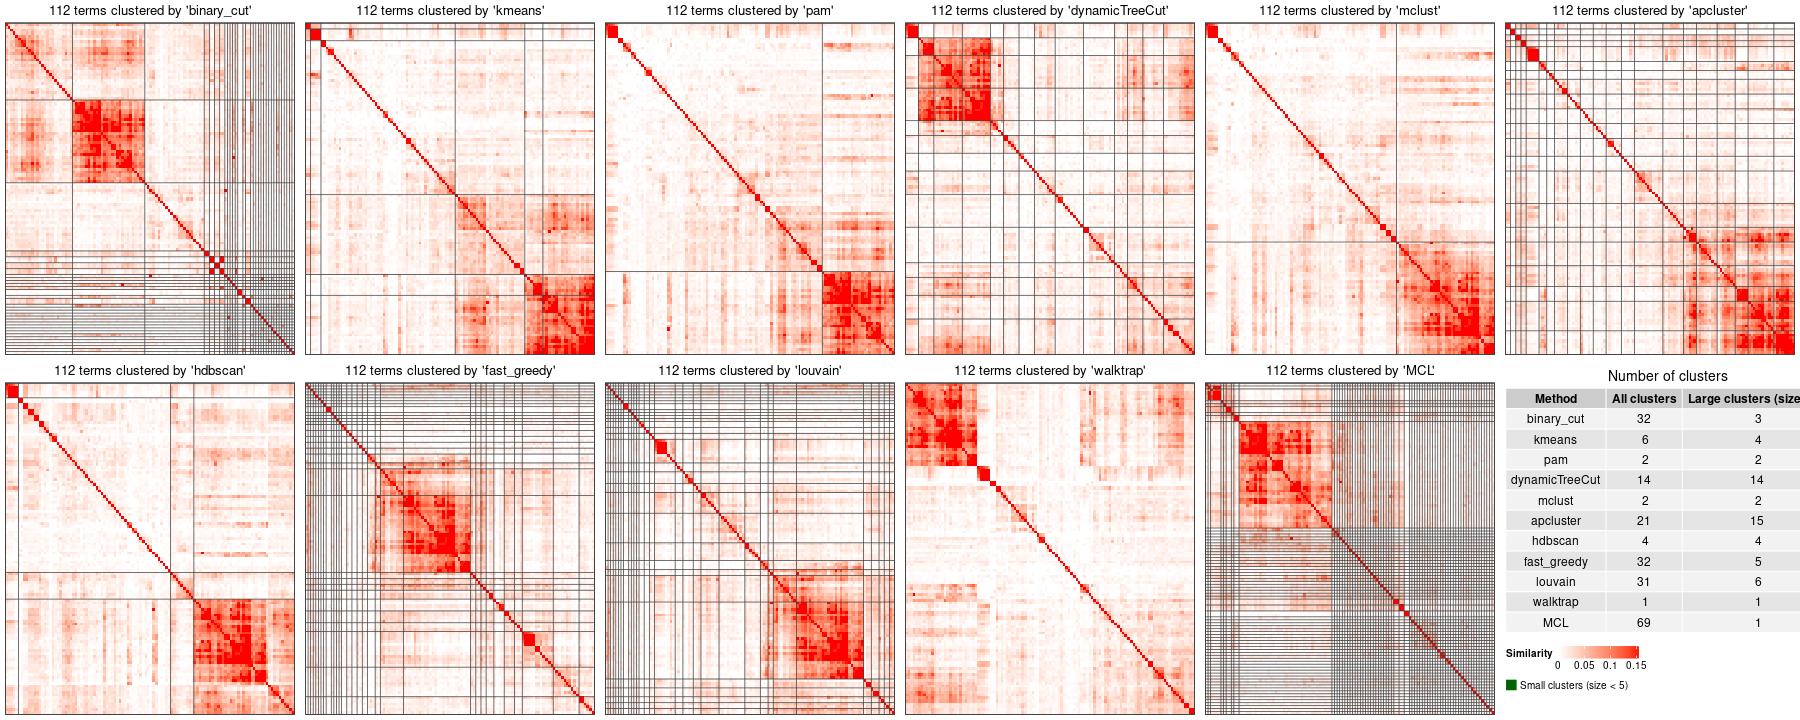 112 terms clustered by 'binary_cut'
112 terms clustered by 'kmeans'
112 terms clustered by 'pam'
112 terms clustered by 'dynamicTreeCut'
112 terms clustered by 'mclust'
112 terms clustered by 'apcluster'
112 terms clustered by 'hdbscan'
112 terms clustered by 'fast_greedy'
112 terms clustered by 'louvain'
112 terms clustered by 'walktrap'
112 terms clustered by 'MCL'
Number of clusters
Method All clusters Large clusters (size
binary_cut 32 3
kmeans 6 4
pam 2 2
dynamicTreeCut 14 14
mclust 2 2
apcluster 21 15
hdbscan 4 4
fast_greedy 32 5
louvain 31 6
walktrap 1 1
MCL 69 1
Similarity
0 0.05 0.1 0.15
Small clusters (size < 5)